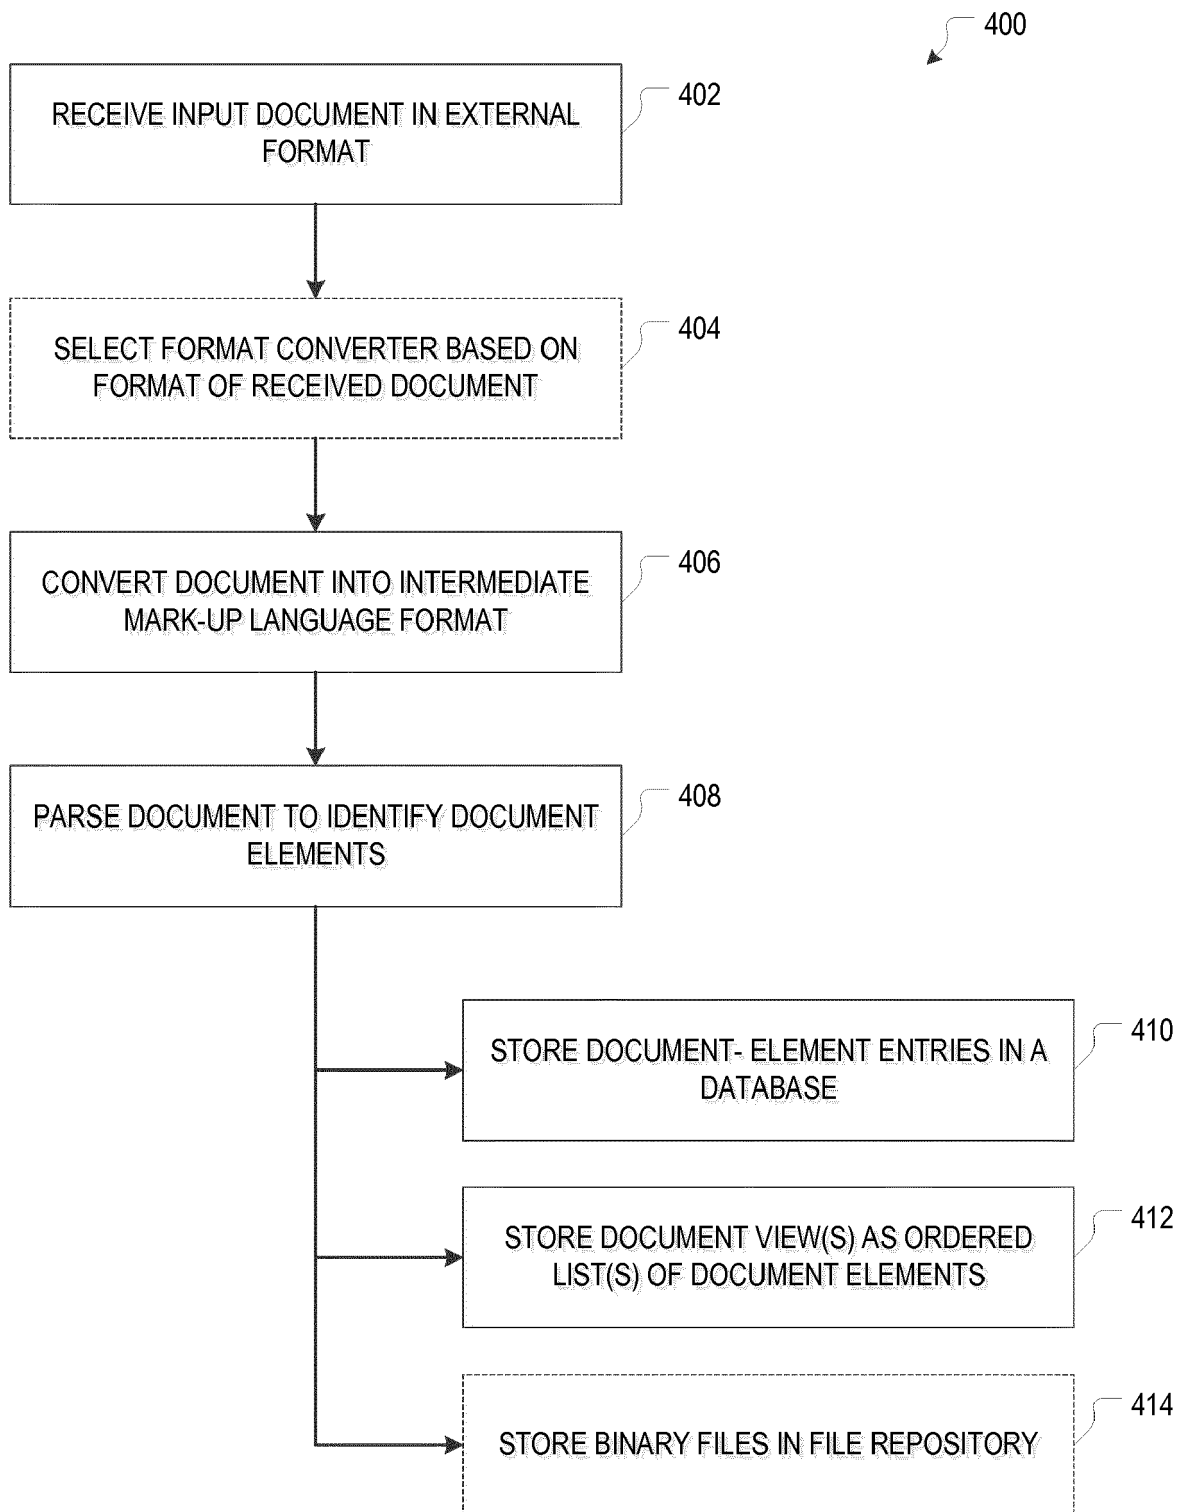 400
RECEIVE INPUT DOCUMENT IN EXTERNAL
FORMAT
402
SELECT FORMAT CONVERTER BASED ON
FORMAT OF RECEIVED DOCUMENT
404
CONVERT DOCUMENT INTO INTERMEDIATE
MARK-UP LANGUAGE FORMAT
406
PARSE DOCUMENT TO IDENTIFY DOCUMENT
ELEMENTS
408
STORE DOCUMENT- ELEMENT ENTRIES IN A
DATABASE
410
STORE DOCUMENT VIEW(S) AS ORDERED
LIST(S) OF DOCUMENT ELEMENTS
412
STORE BINARY FILES IN FILE REPOSITORY
414